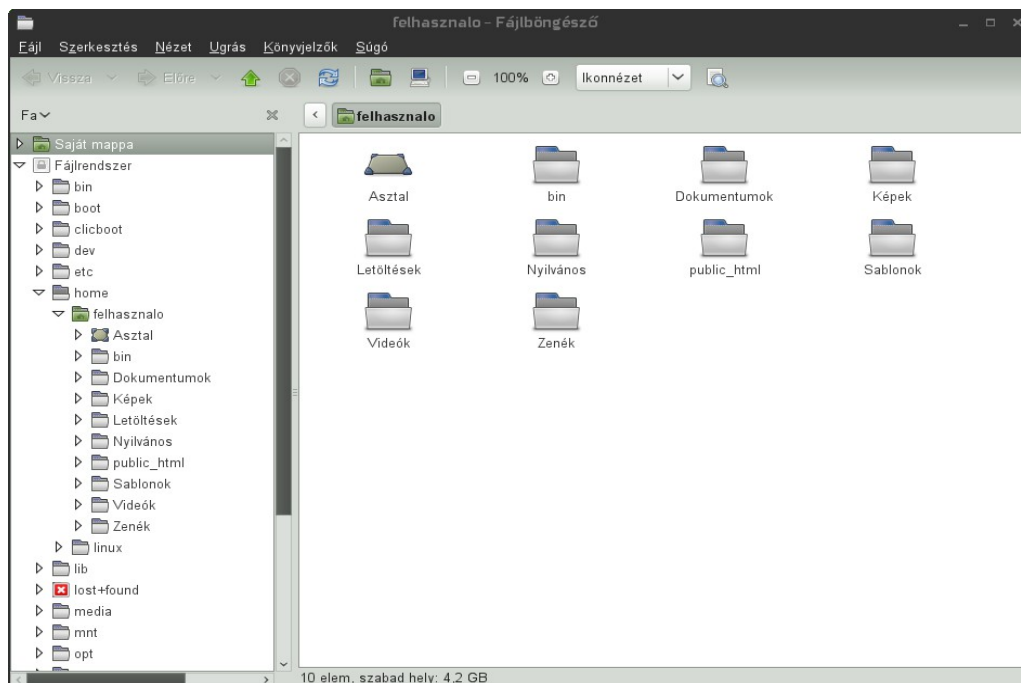 felhasznalo – Fájlböngésző
Fájl Szerkesztés Nézet Ugrás Könyvjelzők Súgó
Vissza Előre 100% Ikonnézet
Fa
felhasznalo
Saját mappa
Fájlrendszer
bin
boot
clicboot
dev
etc
home
felhasznalo
Asztal
bin
Dokumentumok
Képek
Letöltések
Nyilvános
public_html
Sablonok
Videók
Zenék
linux
lib
lost+found
media
mnt
opt
Asztal bin Dokumentumok Képek
Letöltések Nyilvános public_html Sablonok
Videók Zenék
10 elem, szabad hely: 4,2 GB